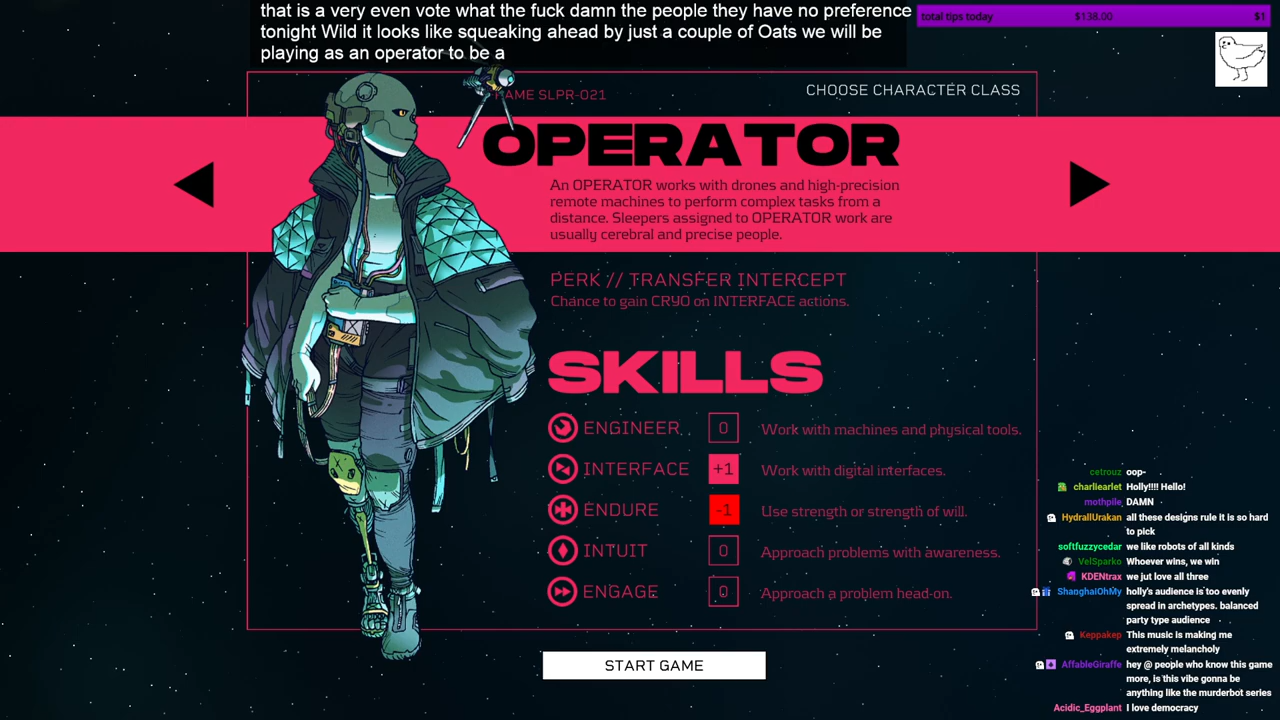 that is a very even vote what the fuck damn the people they have no preference
tonight Wild it looks like squeaking ahead by just a couple of Oats we will be
playing as an operator to be a
total tips today $138.00 $1
AME SLPR-021
CHOOSE CHARACTER CLASS
OPERATOR
An OPERATOR works with drones and high-precision
remote machines to perform complex tasks from a
distance. Sleepers assigned to OPERATOR work are
usually cerebral and precise people.
PERK // TRANSFER INTERCEPT
Chance to gain CRYO on INTERFACE actions.
SKILLS
ENGINEER 0 Work with machines and physical tools.
INTERFACE +1 Work with digital interfaces.
ENDURE -1 Use strength or strength of will.
INTUIT 0 Approach problems with awareness.
ENGAGE 0 Approach a problem head-on.
START GAME
cetrouz oop-
charliearlet Holly!!!! Hello!
mothpile DAMN
HydrallUrakan all these designs rule it is so hard
to pick
softfuzzycedar we like robots of all kinds
VelSparko Whoever wins, we win
KDENtrax we jut love all three
ShaoghaIOhMy holly's audience is too evenly
spread in archetypes. balanced
party type audience
Keppakep This music is making me
extremely melancholy
AffableGiraffe hey @ people who know this game
more, is this vibe gonna be
anything like the murderbot series
Acidic_Eggplant I love democracy